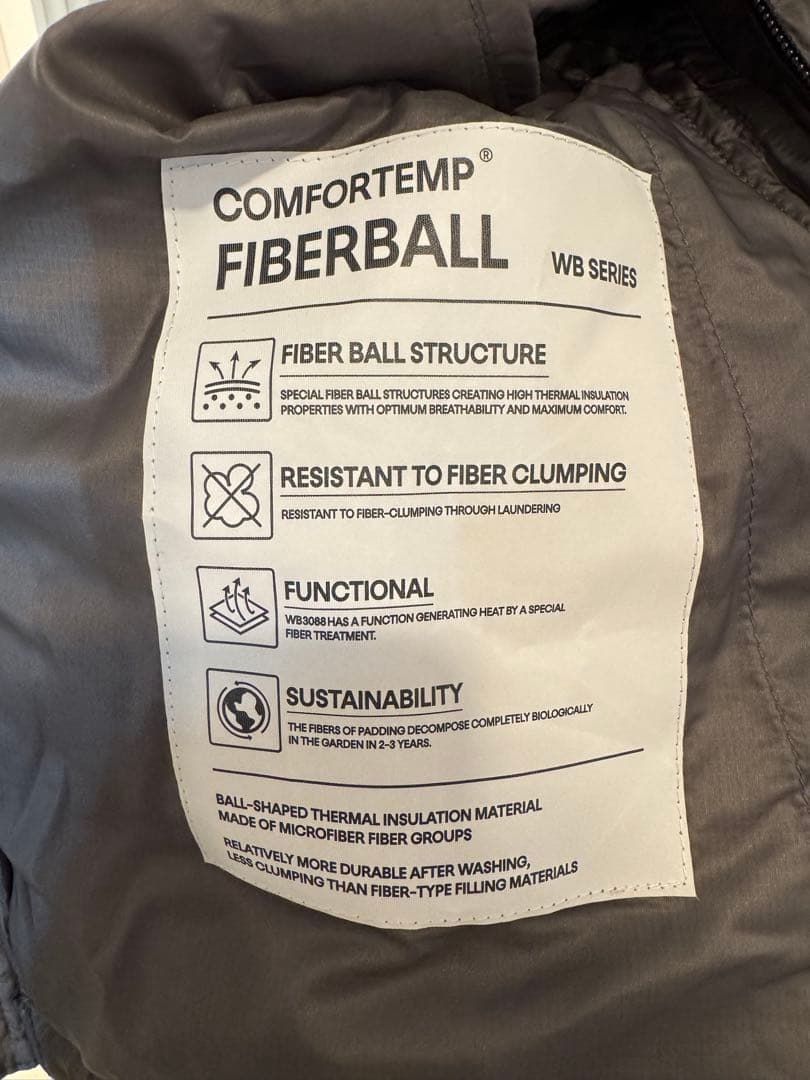 COMFORTEMP®
FIBERBALL
WB SERIES
FIBER BALL STRUCTURE
SPECIAL FIBER BALL STRUCTURES CREATING HIGH THERMAL INSULATION
PROPERTIES WITH OPTIMUM BREATHABILITY AND MAXIMUM COMFORT.
RESISTANT TO FIBER CLUMPING
RESISTANT TO FIBER-CLUMPING THROUGH LAUNDERING
FUNCTIONAL
WB3088 HAS A FUNCTION GENERATING HEAT BY A SPECIAL
FIBER TREATMENT.
SUSTAINABILITY
THE FIBERS OF PADDING DECOMPOSE COMPLETELY BIOLOGICALLY
IN THE GARDEN IN 2-3 YEARS.
BALL-SHAPED THERMAL INSULATION MATERIAL
MADE OF MICROFIBER FIBER GROUPS
RELATIVELY MORE DURABLE AFTER WASHING,
LESS CLUMPING THAN FIBER-TYPE FILLING MATERIALS